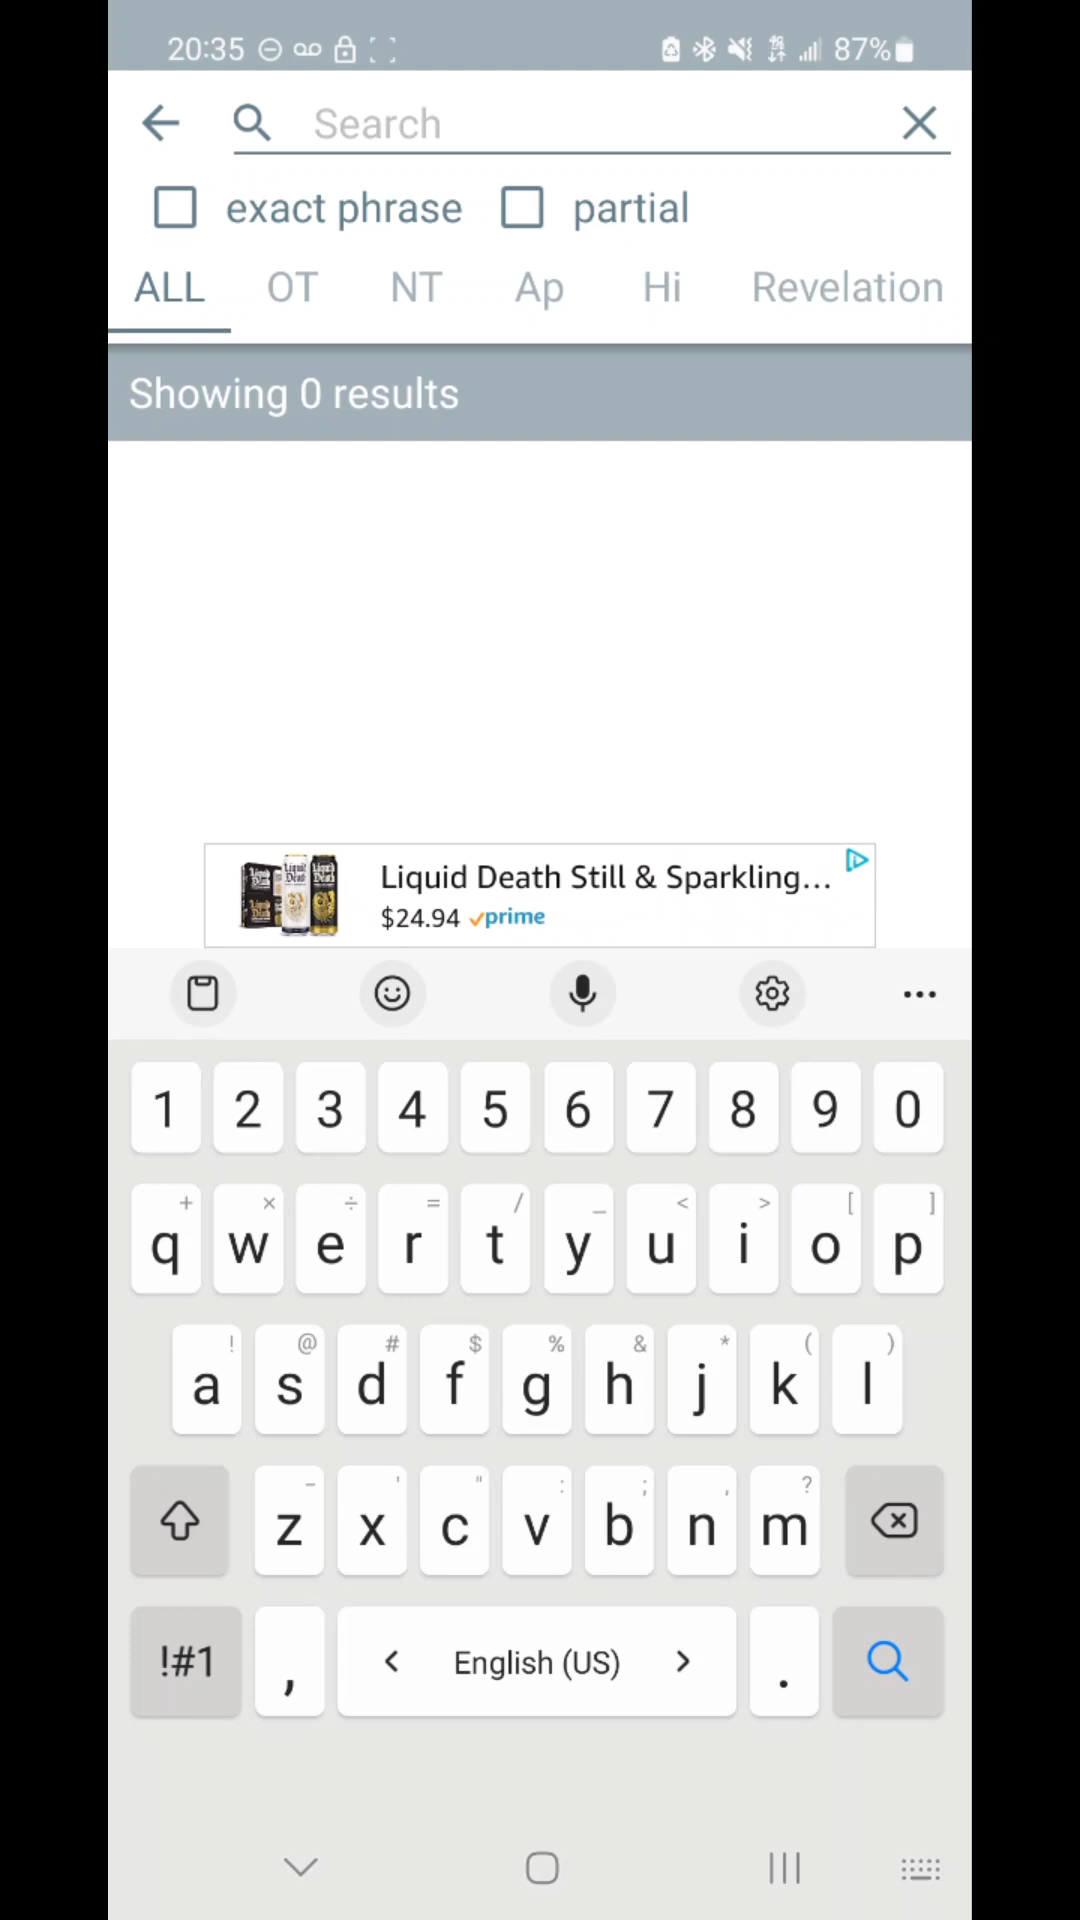 20:35 87%
Search
exact phrase partial
ALL OT NT Ap Hi Revelation
Showing 0 results
Liquid Death Still & Sparkling...
$24.94 prime
1 2 3 4 5 6 7 8 9 0
+ × ÷ = / _ < > [ ]
q w e r t y u i o p
! @ # $ % & * ( )
a s d f g h j k l
- ' " : ; , ?
z x c v b n m
!#1 , < English (US) > .